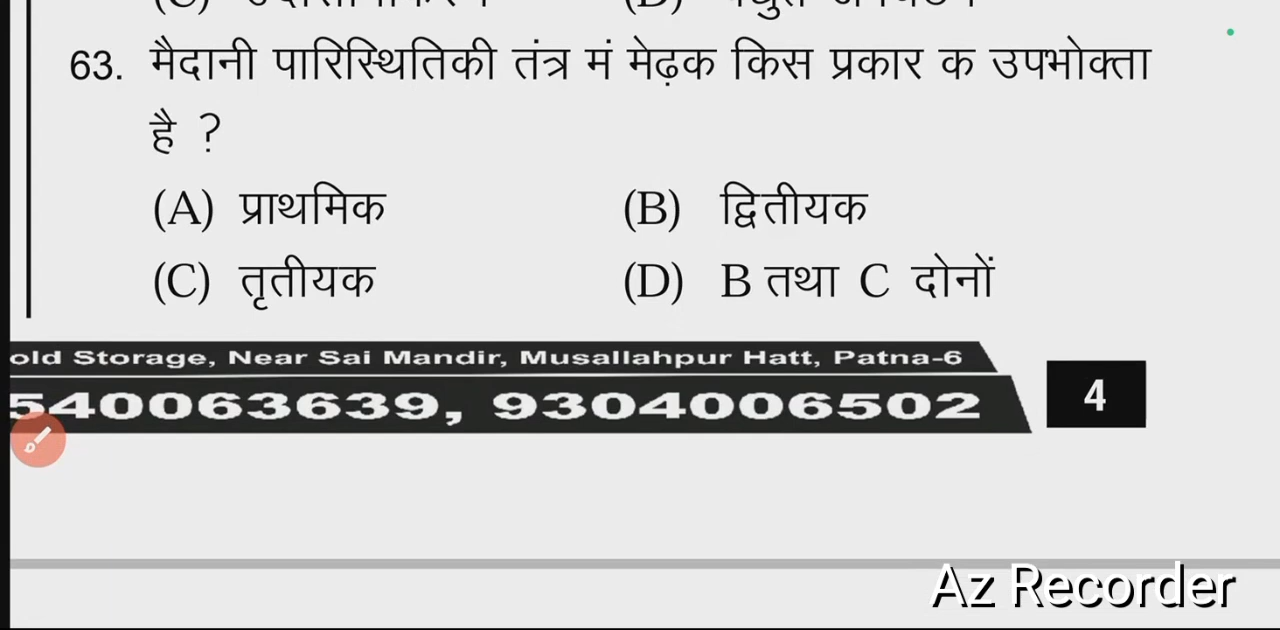 63. मैदानी पारिस्थितिकी तंत्र मं मेढ़क किस प्रकार क उपभोक्ता
है ?
(A) प्राथमिक (B) द्वितीयक
(C) तृतीयक (D) B तथा C दोनों
old Storage, Near Sai Mandir, Musallahpur Hatt, Patna-6
540063639, 9304006502 4
Az Recorder